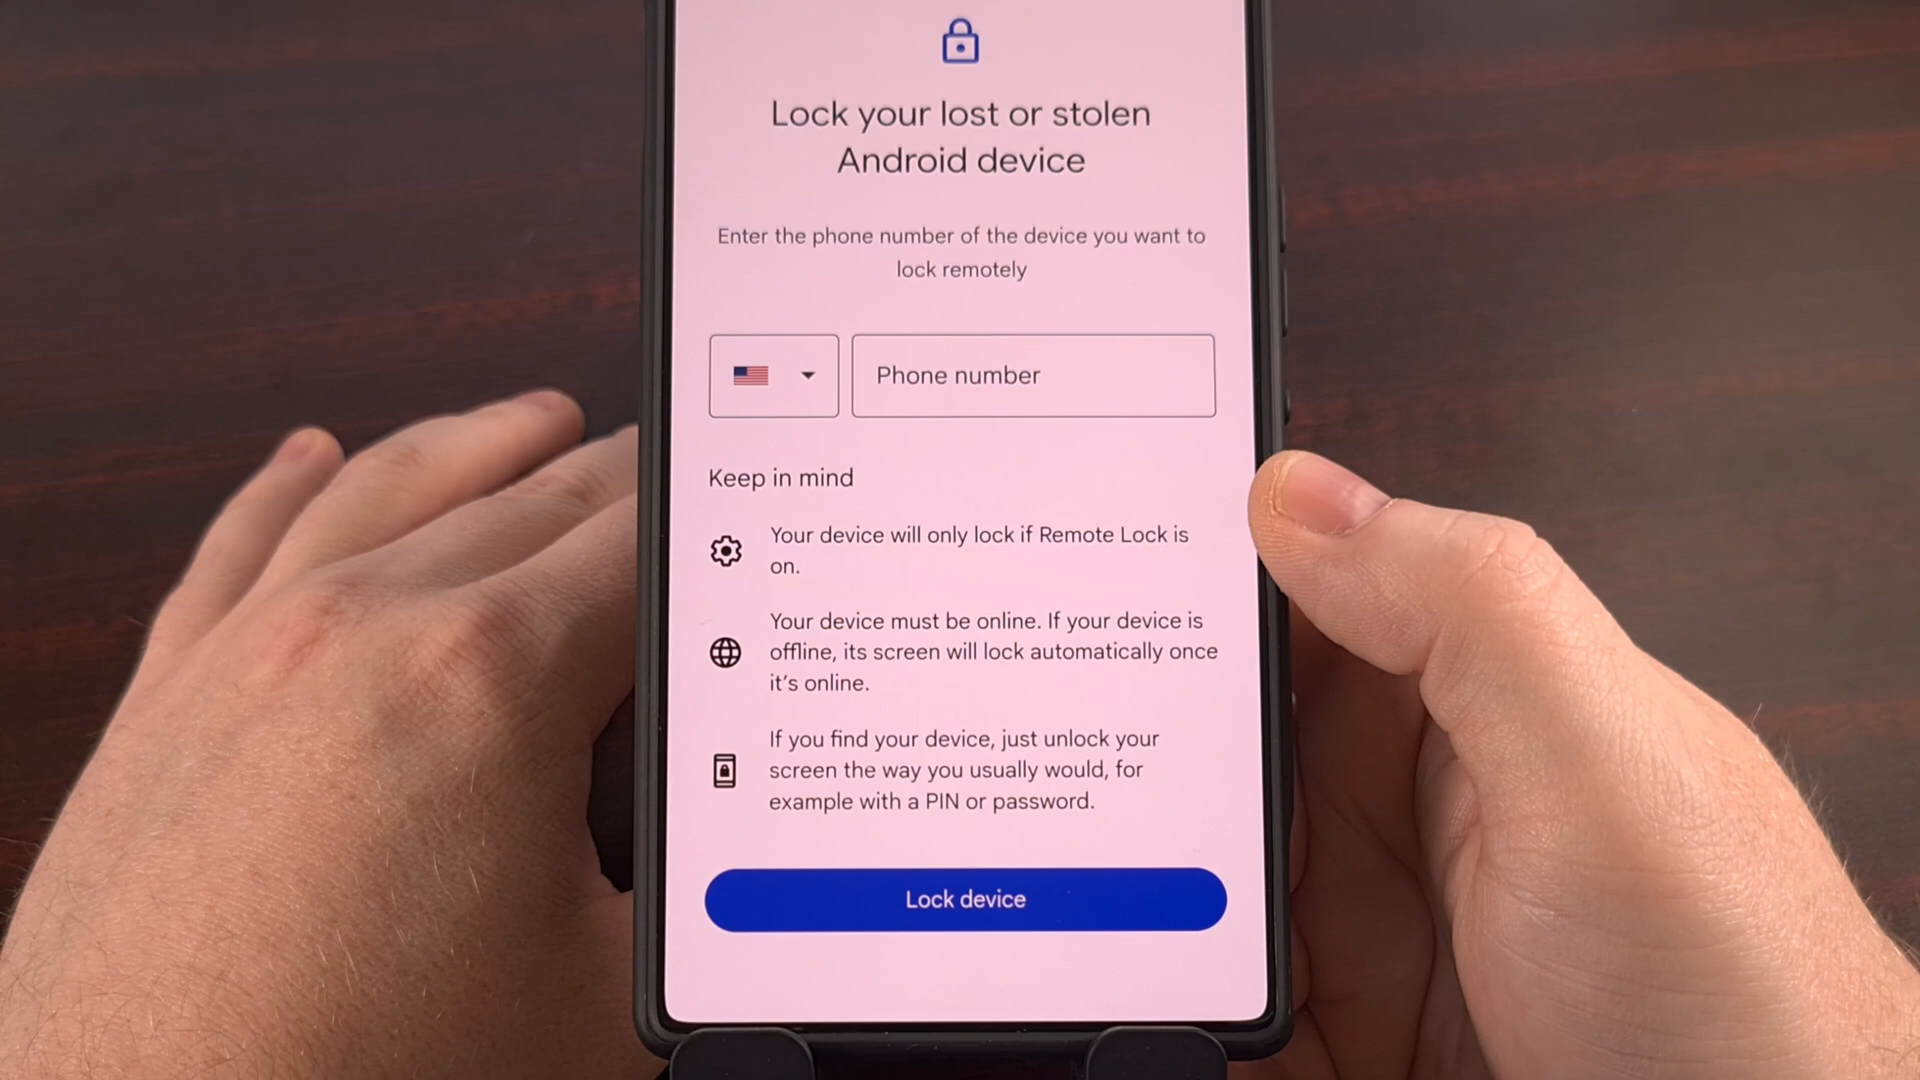 Lock your lost or stolen
Android device
Enter the phone number of the device you want to
lock remotely
Phone number
Keep in mind
Your device will only lock if Remote Lock is
on.
Your device must be online. If your device is
offline, its screen will lock automatically once
it’s online.
If you find your device, just unlock your
screen the way you usually would, for
example with a PIN or password.
Lock device